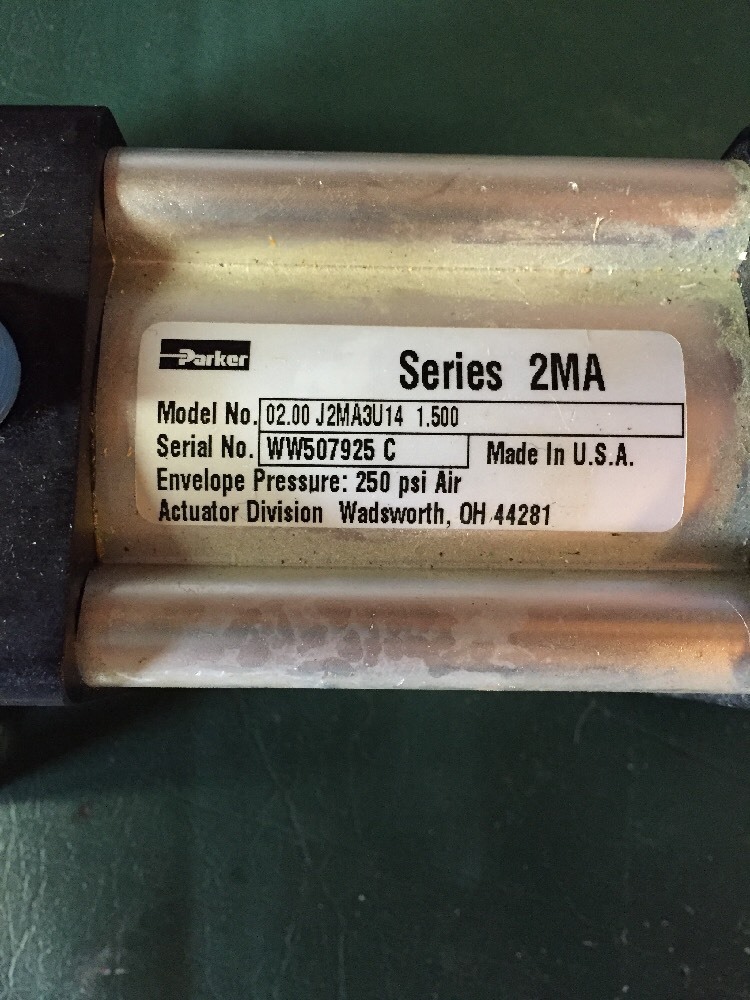 Parker
Series 2MA
Model No. 02.00 J2MA3U14 1.500
Serial No. WW507925 C Made In U.S.A.
Envelope Pressure: 250 psi Air
Actuator Division Wadsworth, OH 44281